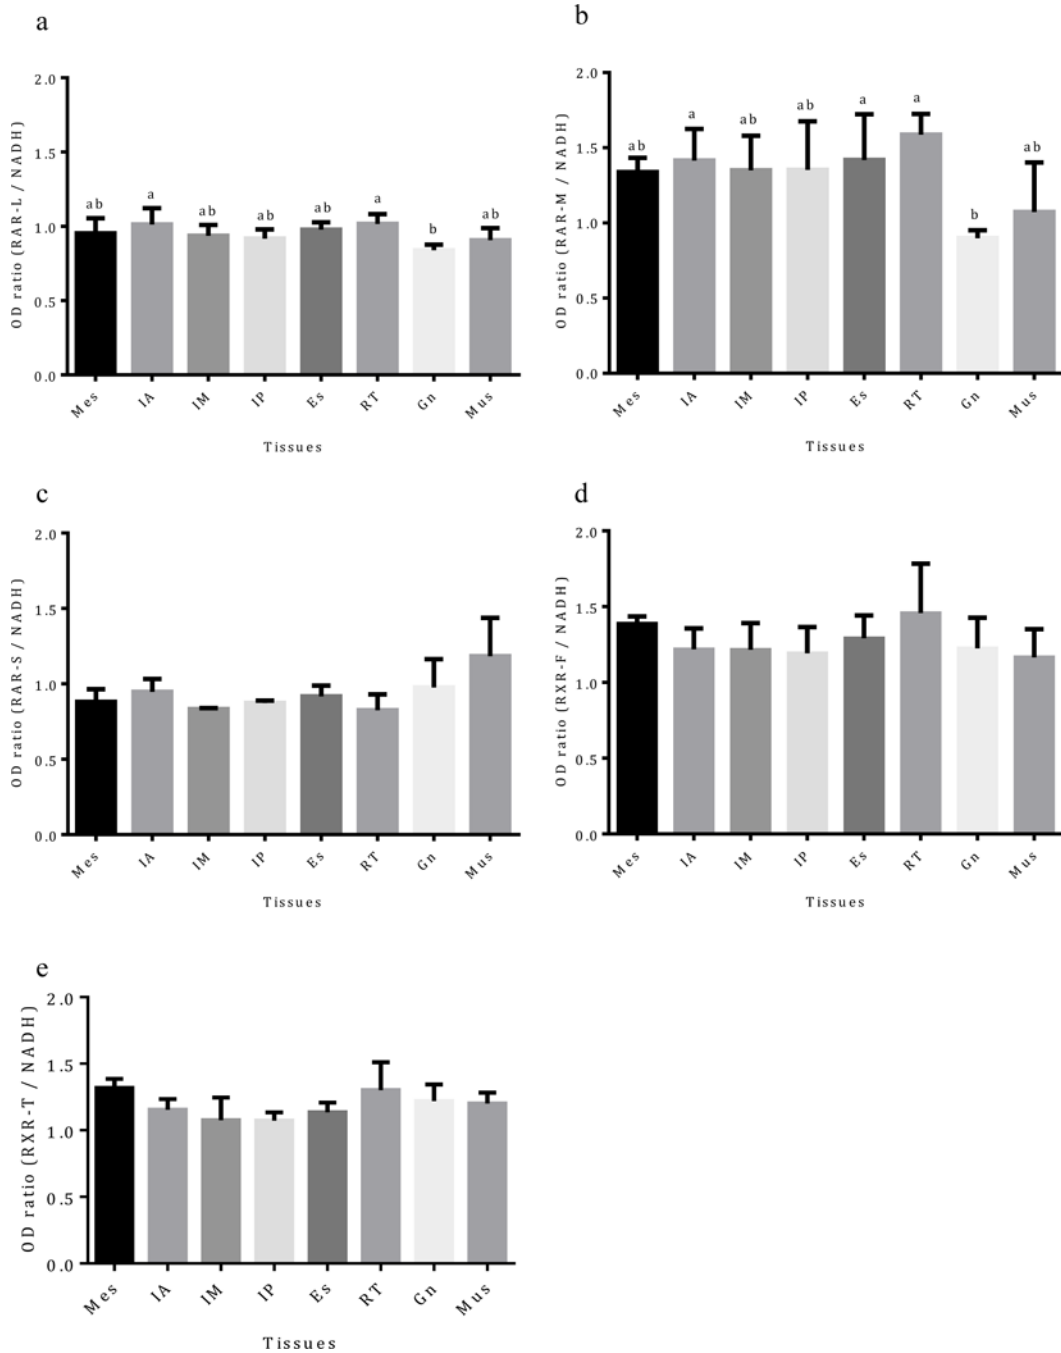 a
OD ratio (RAR-L / NADH)
2.0
1.5
1.0
0.5
0.0
ab
a
ab
ab
ab
a
b
ab
Mes
IA
IM
IP
Es
RT
Gn
Mus
Tissues
b
OD ratio (RAR-M / NADH)
2.0
1.5
1.0
0.5
0.0
ab
a
ab
ab
a
a
b
ab
Mes
IA
IM
IP
Es
RT
Gn
Mus
Tissues
c
OD ratio (RAR-S / NADH)
2.0
1.5
1.0
0.5
0.0
Mes
IA
IM
IP
Es
RT
Gn
Mus
Tissues
d
OD ratio (RXR-F / NADH)
2.0
1.5
1.0
0.5
0.0
Mes
IA
IM
IP
Es
RT
Gn
Mus
Tissues
e
OD ratio (RXR-T / NADH)
2.0
1.5
1.0
0.5
0.0
Mes
IA
IM
IP
Es
RT
Gn
Mus
Tissues